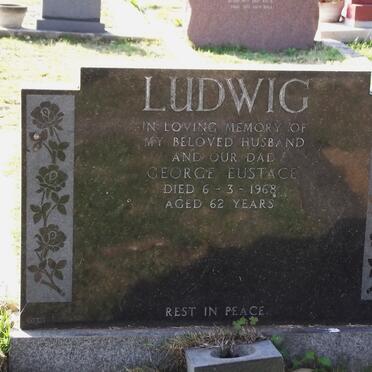 LUDWIG
IN LOVING MEMORY OF
MY BELOVED HUSBAND
AND OUR DAD
GEORGE EUSTACE
DIED 6 - 3 - 1968
AGED 62 YEARS
REST IN PEACE